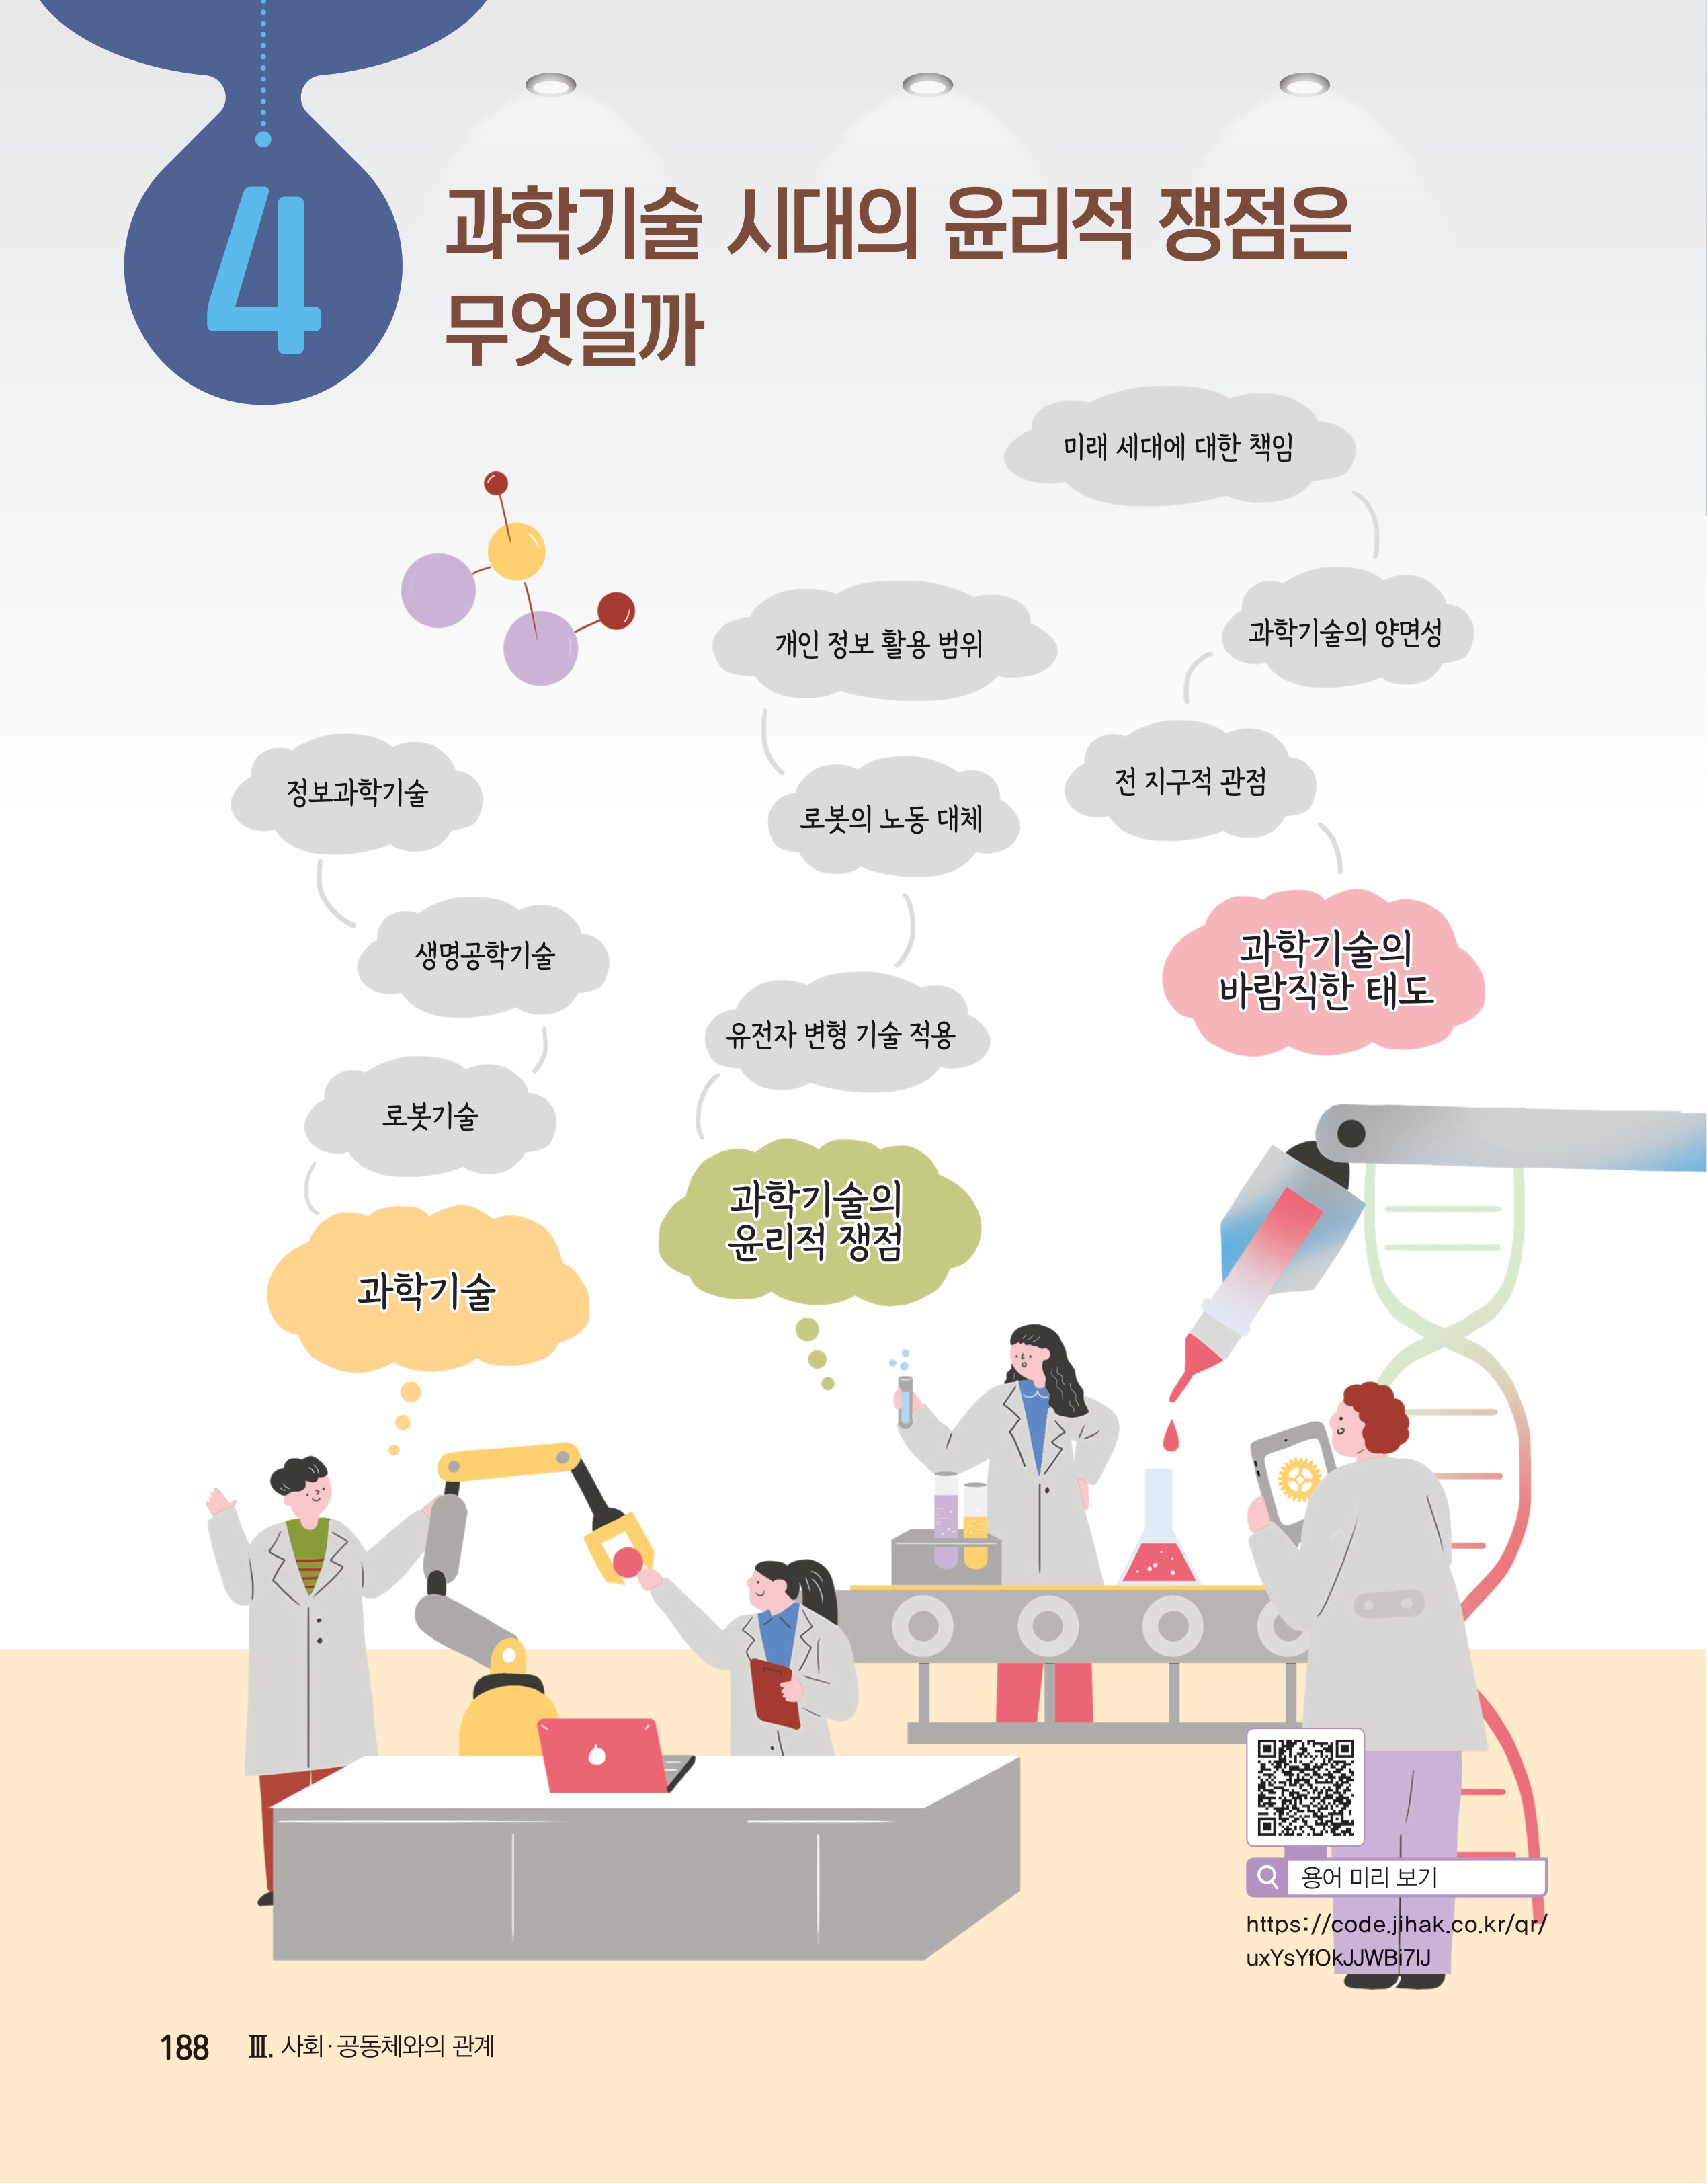 4
과학기술 시대의 윤리적 쟁점은
무엇일까
미래 세대에 대한 책임
과학기술의 양면성
전 지구적 관점
과학기술의
바람직한 태도
개인 정보 활용 범위
로봇의 노동 대체
유전자 변형 기술 적용
과학기술의
윤리적 쟁점
정보과학기술
생명공학기술
로봇기술
과학기술
용어 미리 보기
https://code.jihak.co.kr/qr/
uxYsYfOkJJWBi7lJ
188 Ⅲ. 사회·공동체와의 관계